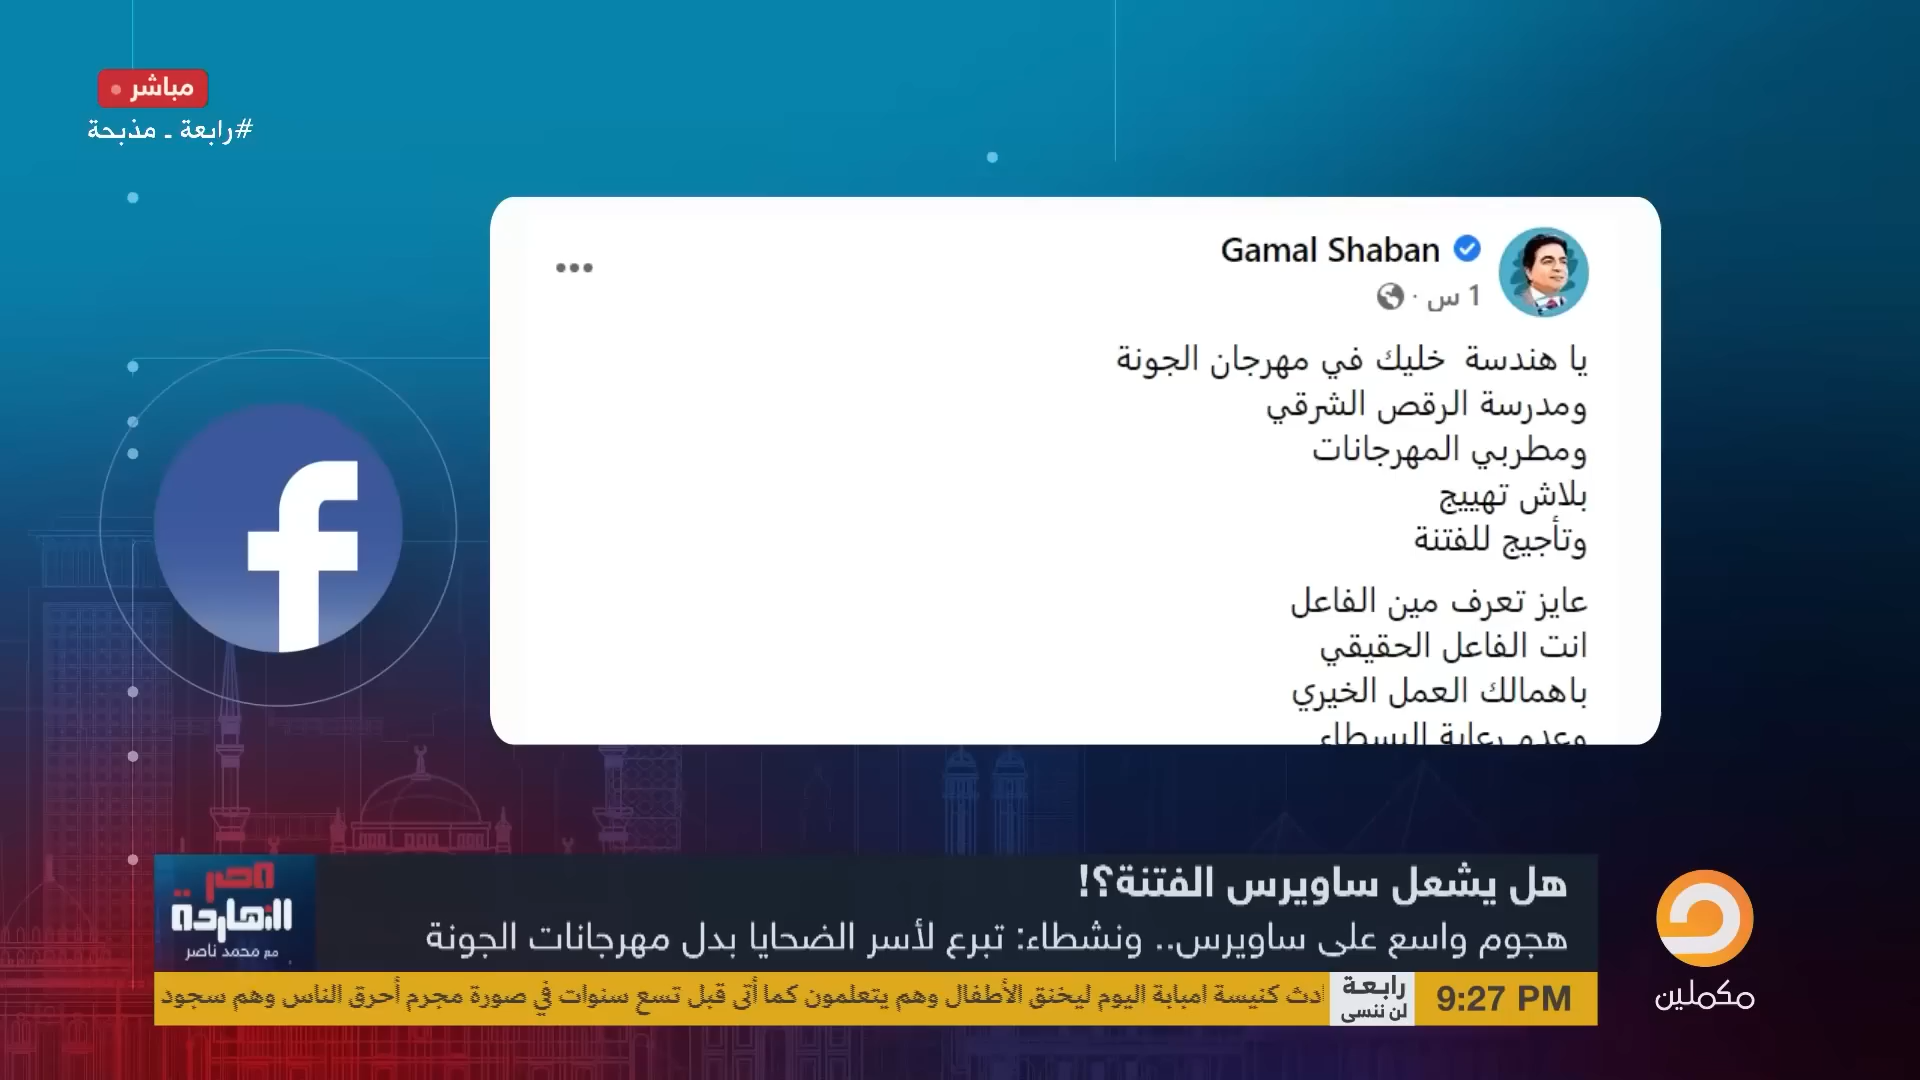 مباشر
#رابعة ـ مذبحة
Gamal Shaban
1 س ·
يا هندسة خليك في مهرجان الجونة
ومدرسة الرقص الشرقي
ومطربي المهرجانات
بلاش تهييج
وتأجيج للفتنة
عايز تعرف مين الفاعل
انت الفاعل الحقيقي
باهمالك العمل الخيري
وعدم رعاية البسطاء
هل يشعل ساويرس الفتنة؟!
هجوم واسع على ساويرس.. ونشطاء: تبرع لأسر الضحايا بدل مهرجانات الجونة
مصر
النهاردة
مع محمد ناصر
9:27 PM
رابعة
لن ننسى
ادث كنيسة امبابة اليوم ليخنق الأطفال وهم يتعلمون كما أتى قبل تسع سنوات في صورة مجرم أحرق الناس وهم سجود
مكملين